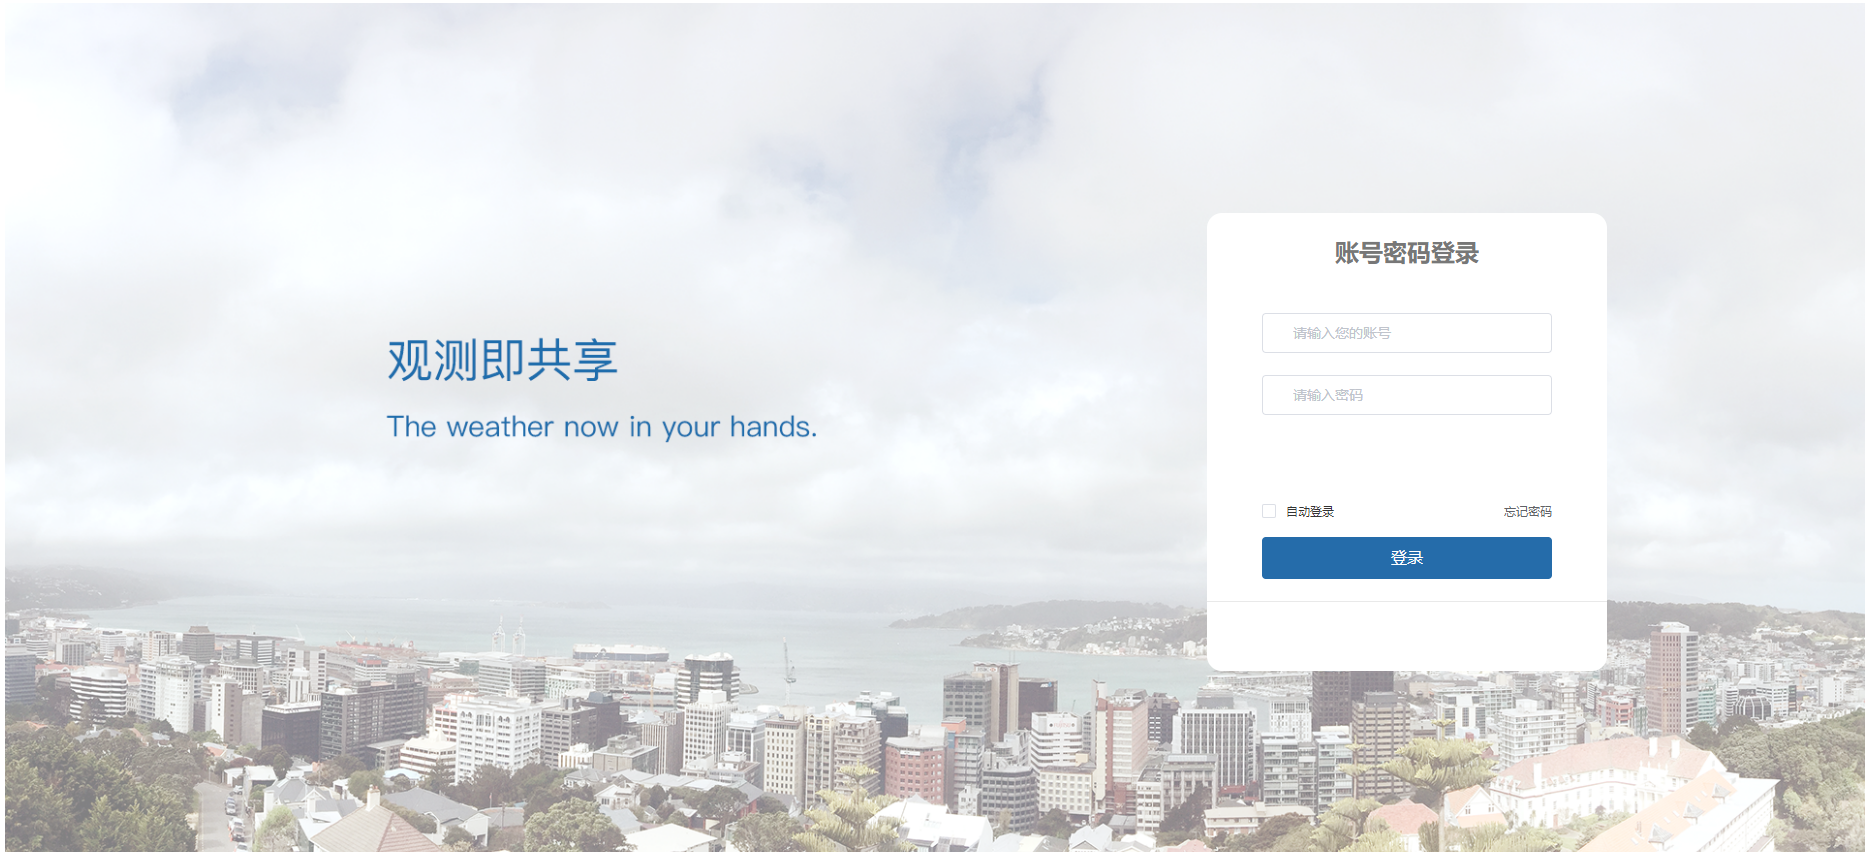 观测即共享
The weather now in your hands.
账号密码登录
请输入您的账号
请输入密码
自动登录
忘记密码
登录